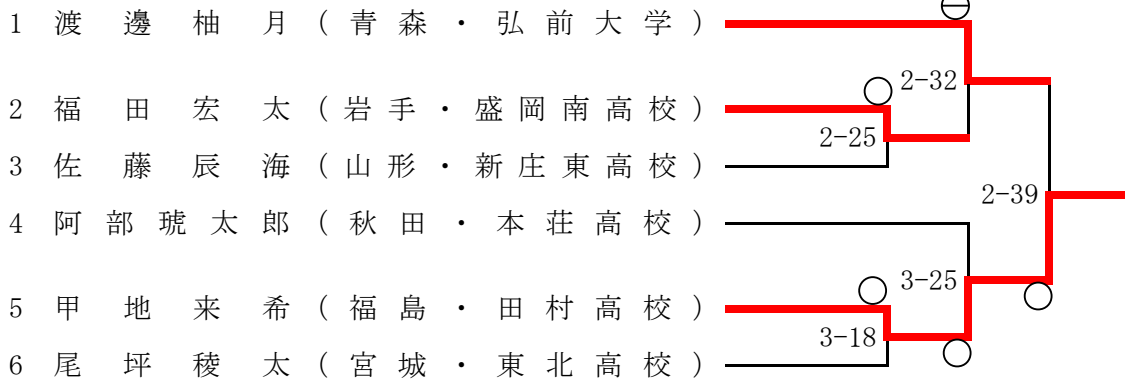 1 渡邊柚月(青森・弘前大学)
2-32
2 福田宏太(岩手・盛岡南高校)
2-25
3 佐藤辰海(山形・新庄東高校)
2-39
4 阿部琥太郎(秋田・本荘高校)
3-25
5 甲地来希(福島・田村高校)
3-18
6 尾坪稜太(宮城・東北高校)